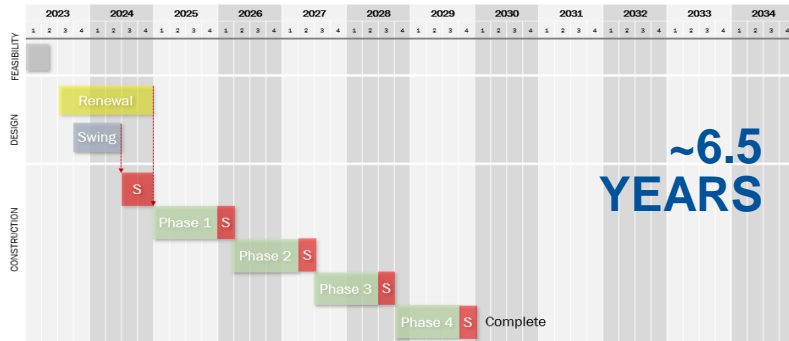 2023 2024 2025 2026 2027 2028 2029 2030 2031 2032 2033 2034
1 2 3 4 1 2 3 4 1 2 3 4 1 2 3 4 1 2 3 4 1 2 3 4 1 2 3 4 1 2 3 4 1 2 3 4 1 2 3 4 1 2 3 4 1 2 3 4
FEASIBILITY
DESIGN
Renewal
Swing
~6.5
YEARS
CONSTRUCTION
S
Phase 1 S
Phase 2 S
Phase 3 S
Phase 4 S Complete